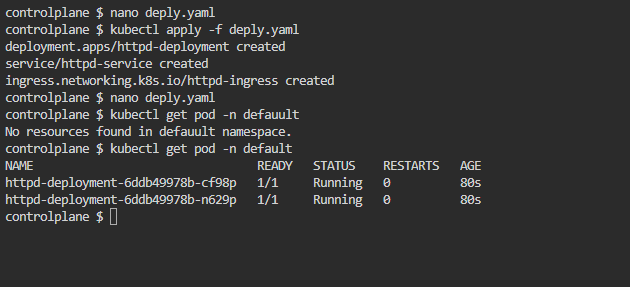 controlplane $ nano deply.yaml
controlplane $ kubectl apply -f deply.yaml
deployment.apps/httpd-deployment created
service/httpd-service created
ingress.networking.k8s.io/httpd-ingress created
controlplane $ nano deply.yaml
controlplane $ kubectl get pod -n defauult
No resources found in defauult namespace.
controlplane $ kubectl get pod -n default
NAME READY STATUS RESTARTS AGE
httpd-deployment-6ddb49978b-cf98p 1/1 Running 0 80s
httpd-deployment-6ddb49978b-n629p 1/1 Running 0 80s
controlplane $